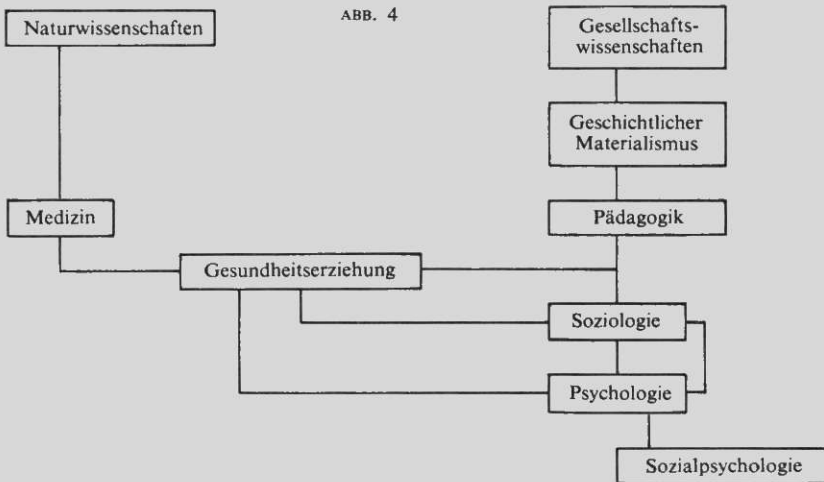 ABB. 4
Naturwissenschaften
Gesellschafts-
wissenschaften
Geschichtlicher
Materialismus
Medizin
Pädagogik
Gesundheitserziehung
Soziologie
Psychologie
Sozialpsychologie